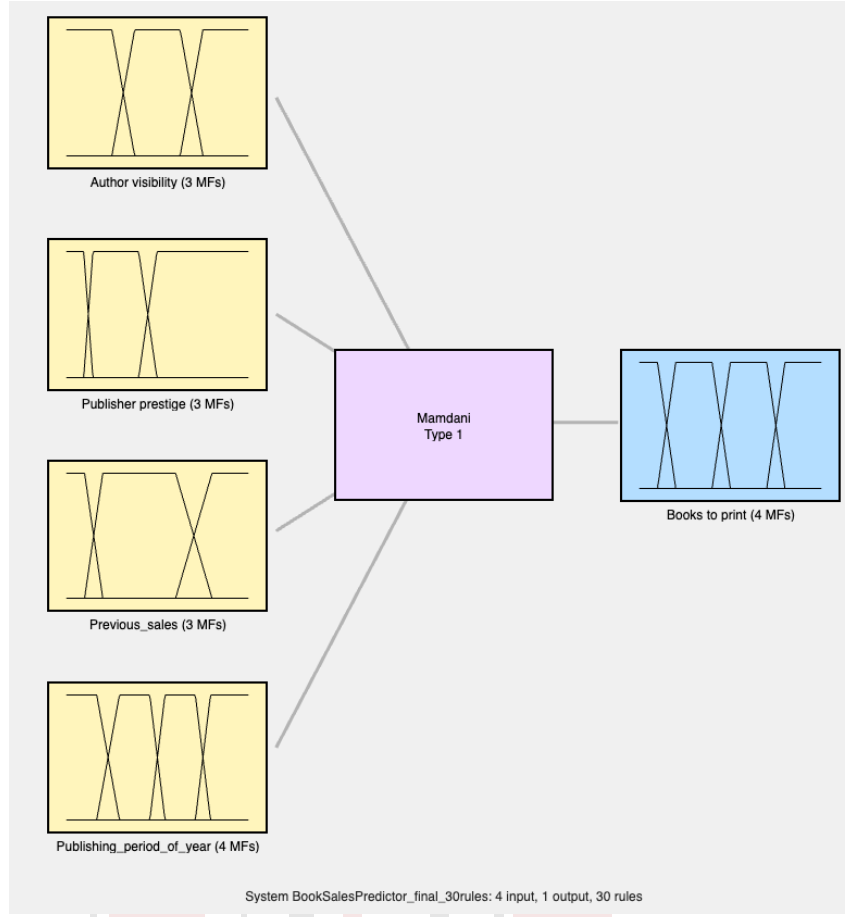 Author visibility (3 MFs)
Publisher prestige (3 MFs)
Previous_sales (3 MFs)
Publishing_period_of_year (4 MFs)
Mamdani
Type 1
Books to print (4 MFs)
System BookSalesPredictor_final_30rules: 4 input, 1 output, 30 rules